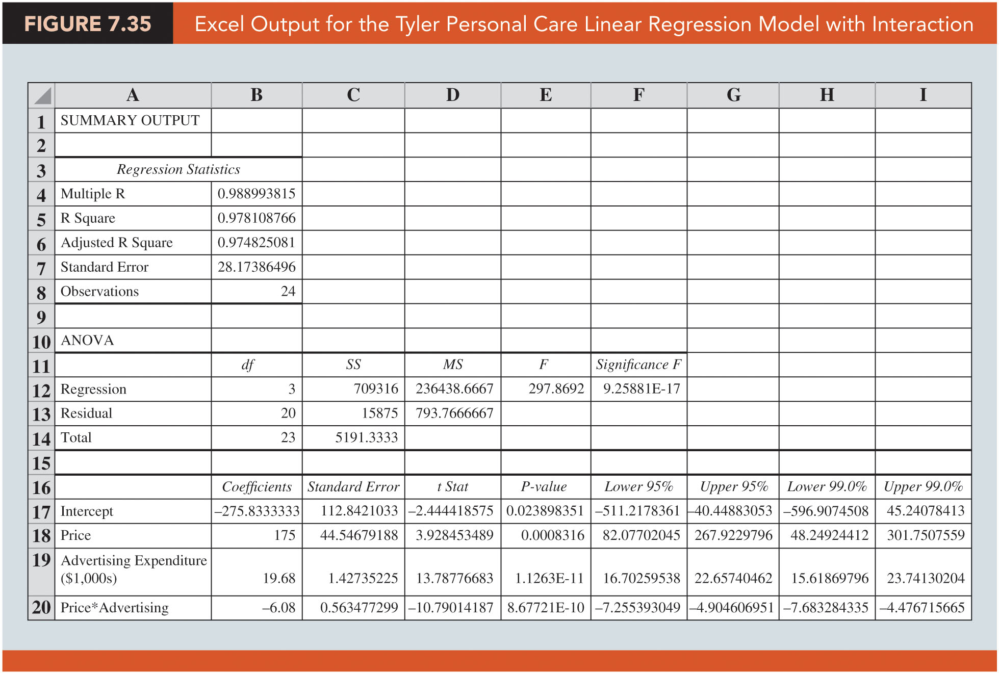 FIGURE 7.35 Excel Output for the Tyler Personal Care Linear Regression Model with Interaction
A B C D E F G H I
1 SUMMARY OUTPUT
2
3 Regression Statistics
4 Multiple R 0.988993815
5 R Square 0.978108766
6 Adjusted R Square 0.974825081
7 Standard Error 28.17386496
8 Observations 24
9
10 ANOVA
11 df SS MS F Significance F
12 Regression 3 709316 236438.6667 297.8692 9.25881E-17
13 Residual 20 15875 793.7666667
14 Total 23 5191.3333
15
16 Coefficients Standard Error t Stat P-value Lower 95% Upper 95% Lower 99.0% Upper 99.0%
17 Intercept –275.8333333 112.8421033 –2.444418575 0.023898351 –511.2178361 –40.44883053 –596.9074508 45.24078413
18 Price 175 44.54679188 3.928453489 0.0008316 82.07702045 267.9229796 48.24924412 301.7507559
19 Advertising Expenditure
($1,000s) 19.68 1.42735225 13.78776683 1.1263E-11 16.70259538 22.65740462 15.61869796 23.74130204
20 Price*Advertising –6.08 0.563477299 –10.79014187 8.67721E-10 –7.255393049 –4.904606951 –7.683284335 –4.476715665